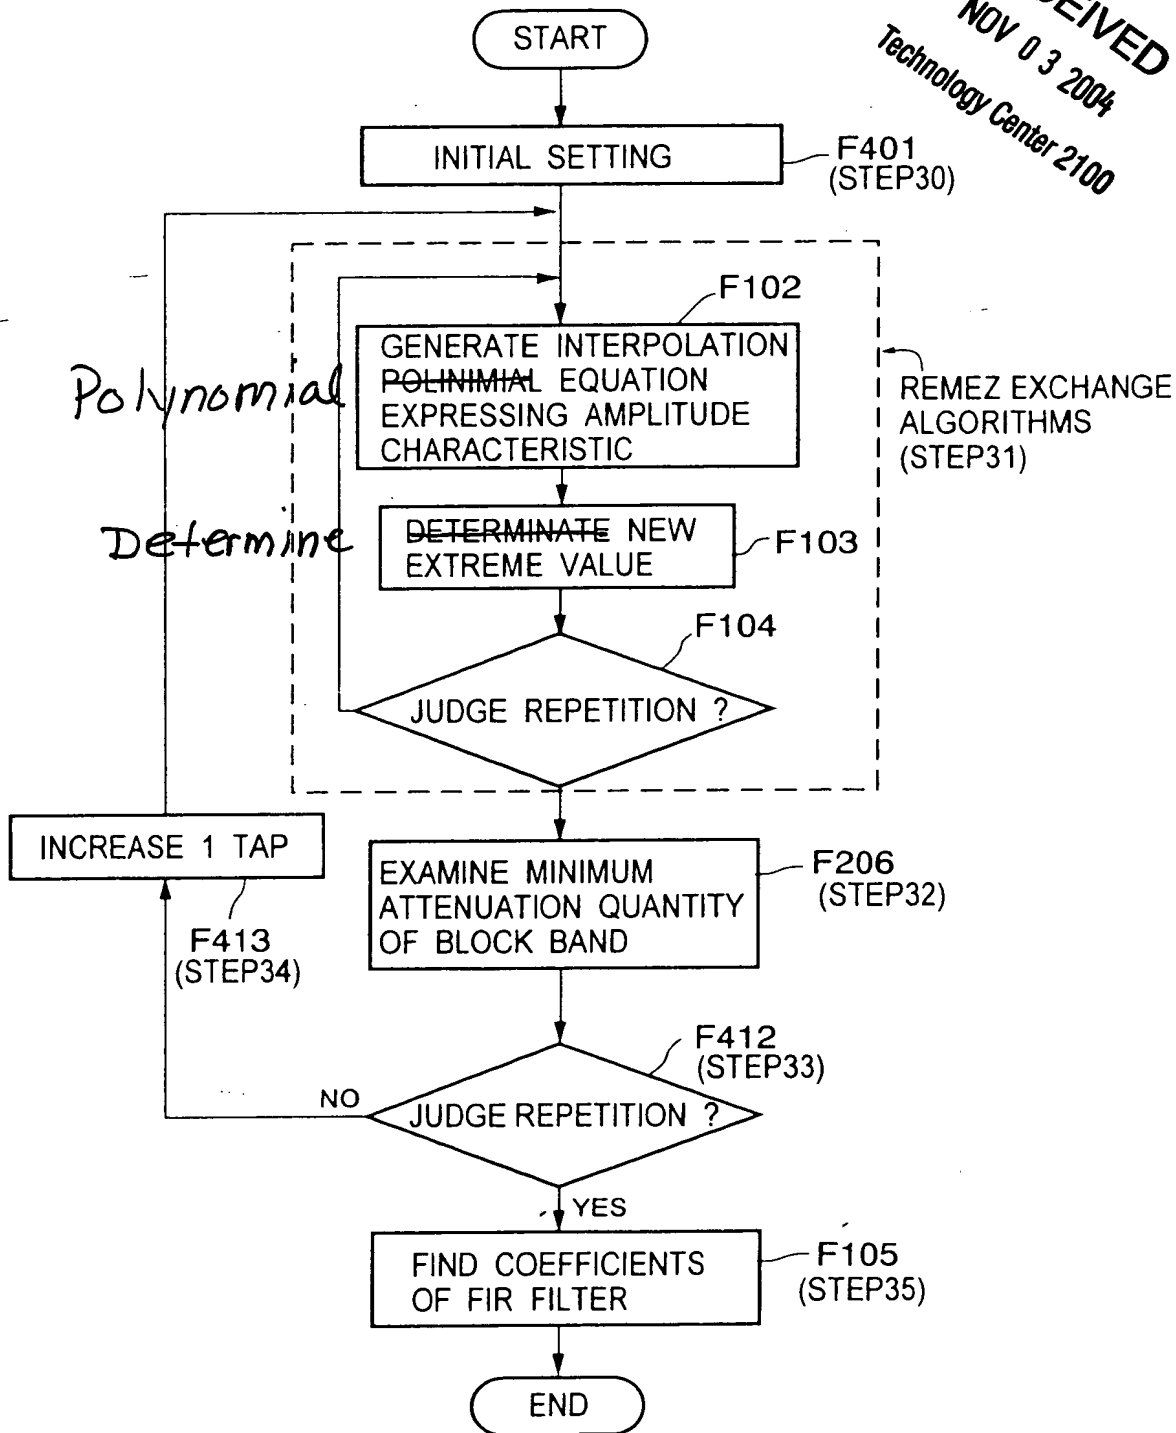 START
CEIVED
NOV 03 2004
Technology Center 2100
INITIAL SETTING
F401
(STEP30)
F102
GENERATE INTERPOLATION
POLINIMIAL EQUATION
EXPRESSING AMPLITUDE
CHARACTERISTIC
Polynomial
REMEZ EXCHANGE
ALGORITHMS
(STEP31)
DETERMINATE NEW
EXTREME VALUE
Determine
F103
F104
JUDGE REPETITION ?
INCREASE 1 TAP
F413
(STEP34)
EXAMINE MINIMUM
ATTENUATION QUANTITY
OF BLOCK BAND
F206
(STEP32)
F412
(STEP33)
NO
JUDGE REPETITION ?
YES
FIND COEFFICIENTS
OF FIR FILTER
F105
(STEP35)
END